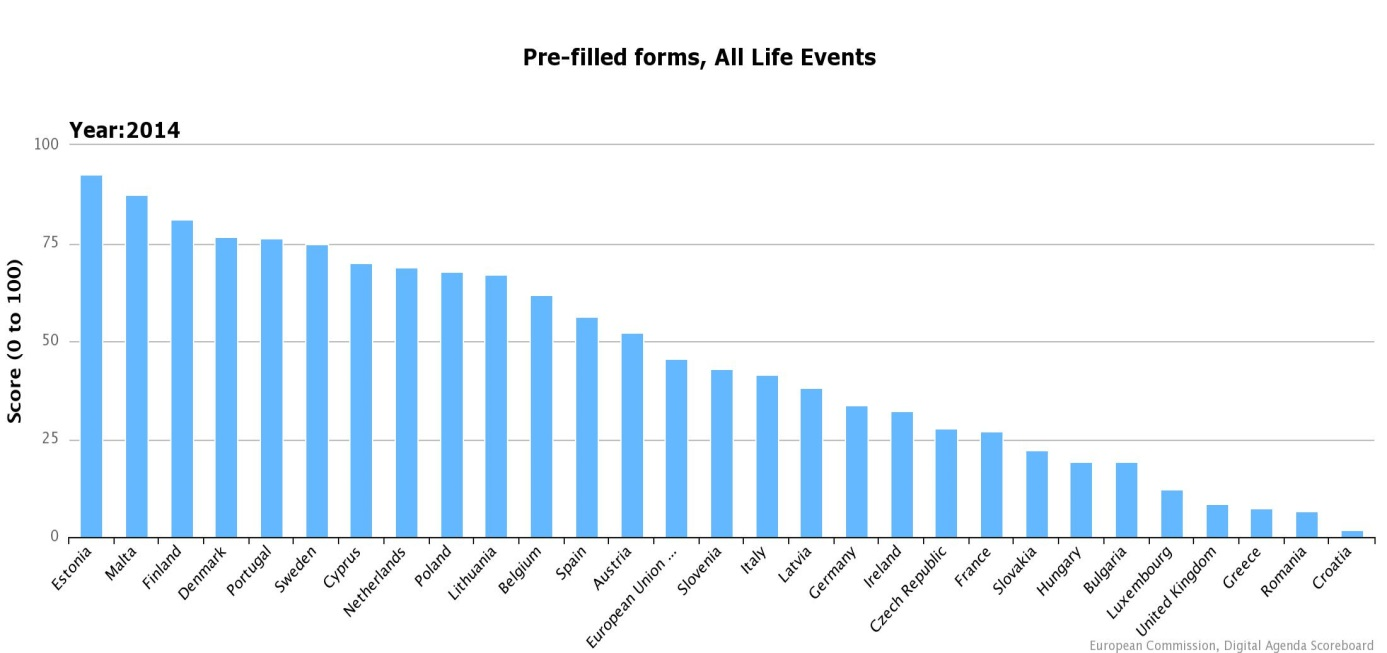 Pre-filled forms, All Life Events
Year:2014
Score (0 to 100)
100
75
50
25
0
Estonia
Malta
Finland
Denmark
Portugal
Sweden
Cyprus
Netherlands
Poland
Lithuania
Belgium
Spain
Austria
European Union ...
Slovenia
Italy
Latvia
Germany
Ireland
Czech Republic
France
Slovakia
Hungary
Bulgaria
Luxembourg
United Kingdom
Greece
Romania
Croatia
European Commission, Digital Agenda Scoreboard